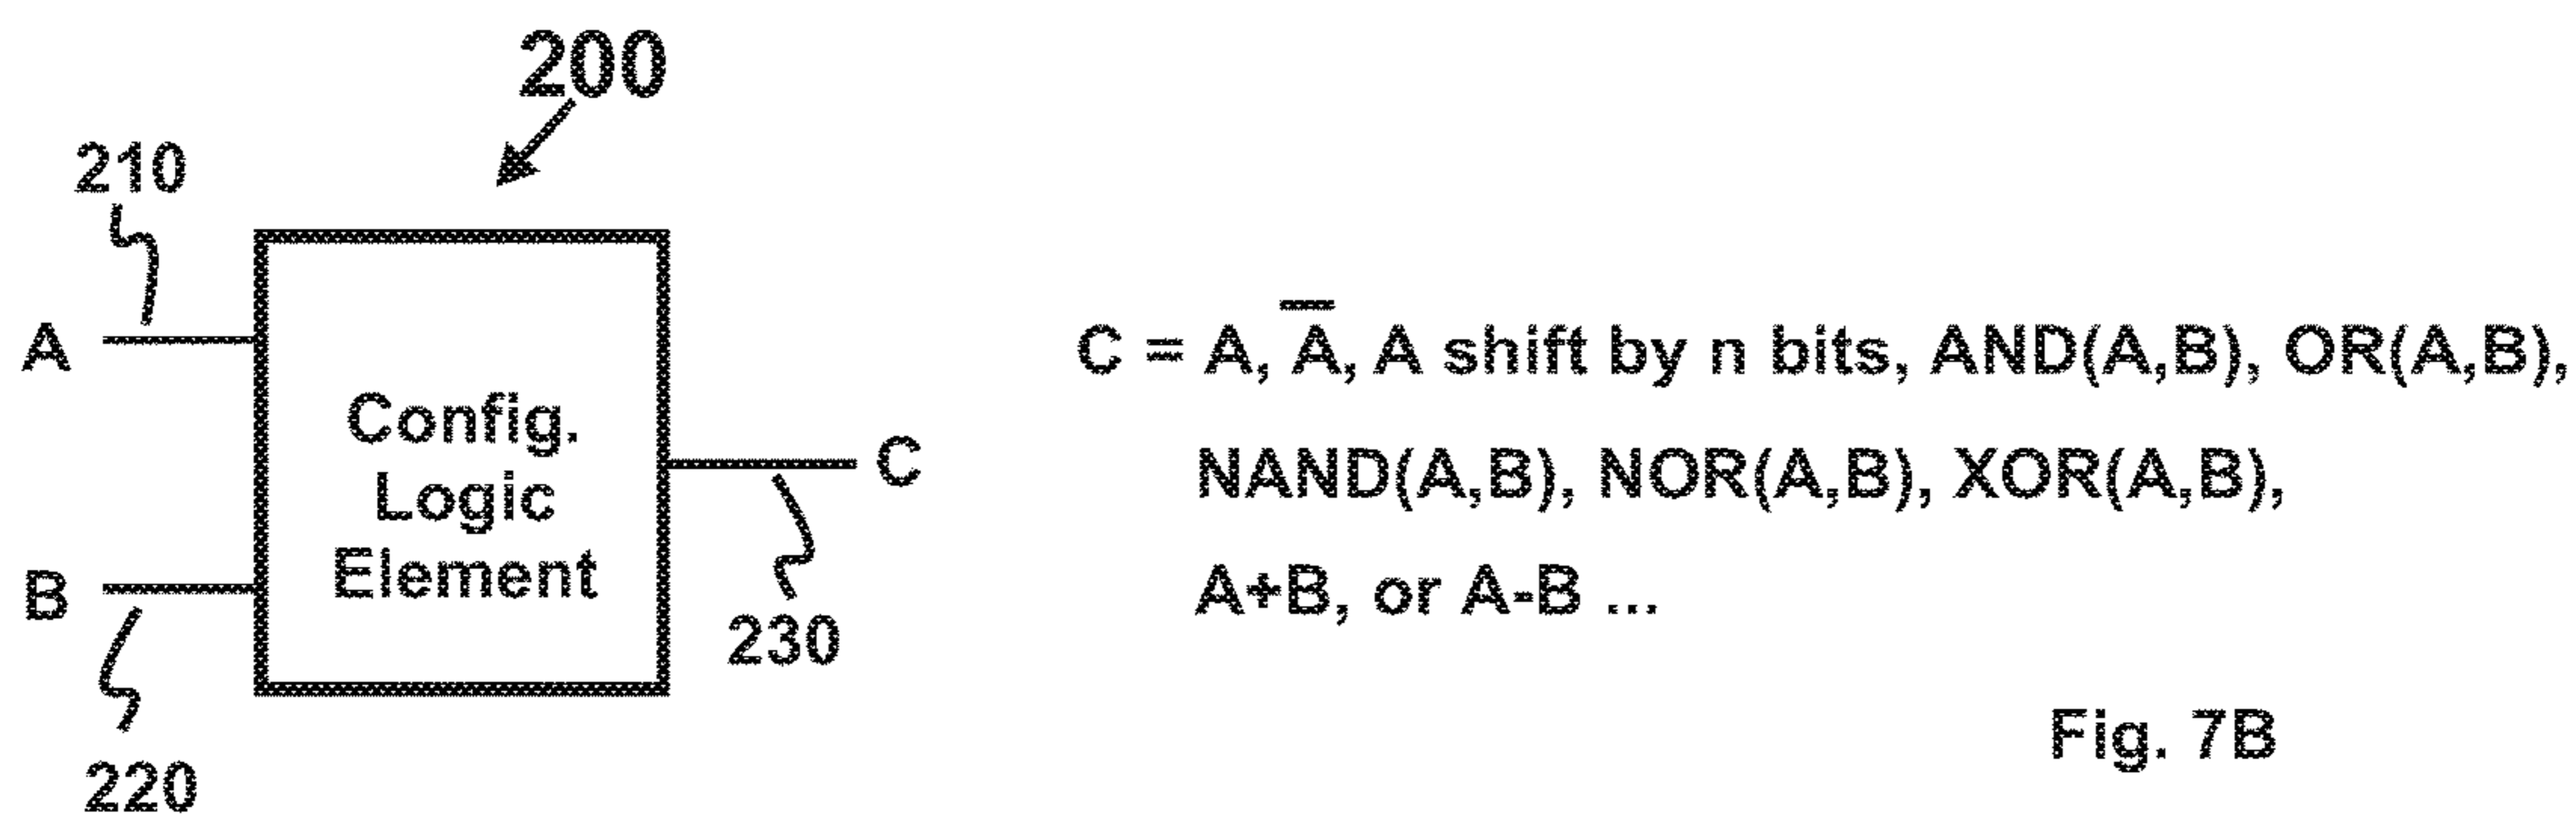 200
210
A
Config.
Logic
Element
B
220
C
230
C = A, A̅, A shift by n bits, AND(A,B), OR(A,B),
NAND(A,B), NOR(A,B), XOR(A,B),
A+B, or A-B ...
Fig. 7B